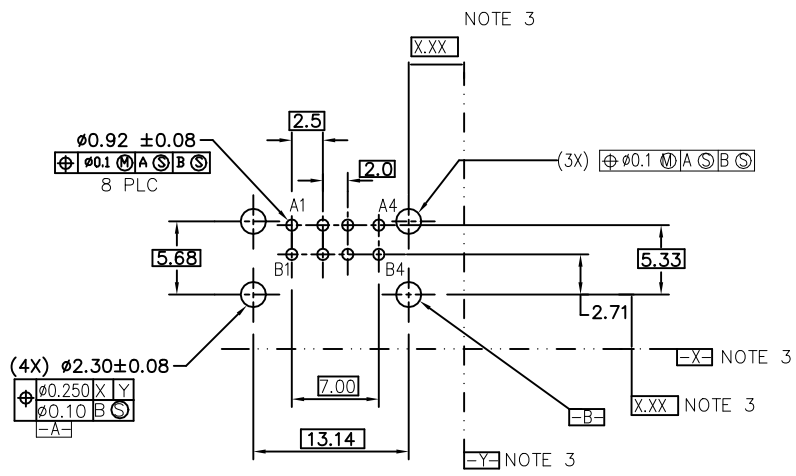 NOTE 3
X.XX
2.5
ø0.92 ±0.08
⌖ ø0.1 Ⓜ A Ⓢ B Ⓢ
8 PLC
2.0
(3X) ⌖ ø0.1 Ⓜ A Ⓢ B Ⓢ
A1
A4
5.68
B1
B4
5.33
2.71
(4X) ø2.30±0.08
⌖ ø0.250 X Y
ø0.10 B Ⓢ
-A-
7.00
-X- NOTE 3
X.XX NOTE 3
-B-
13.14
-Y- NOTE 3